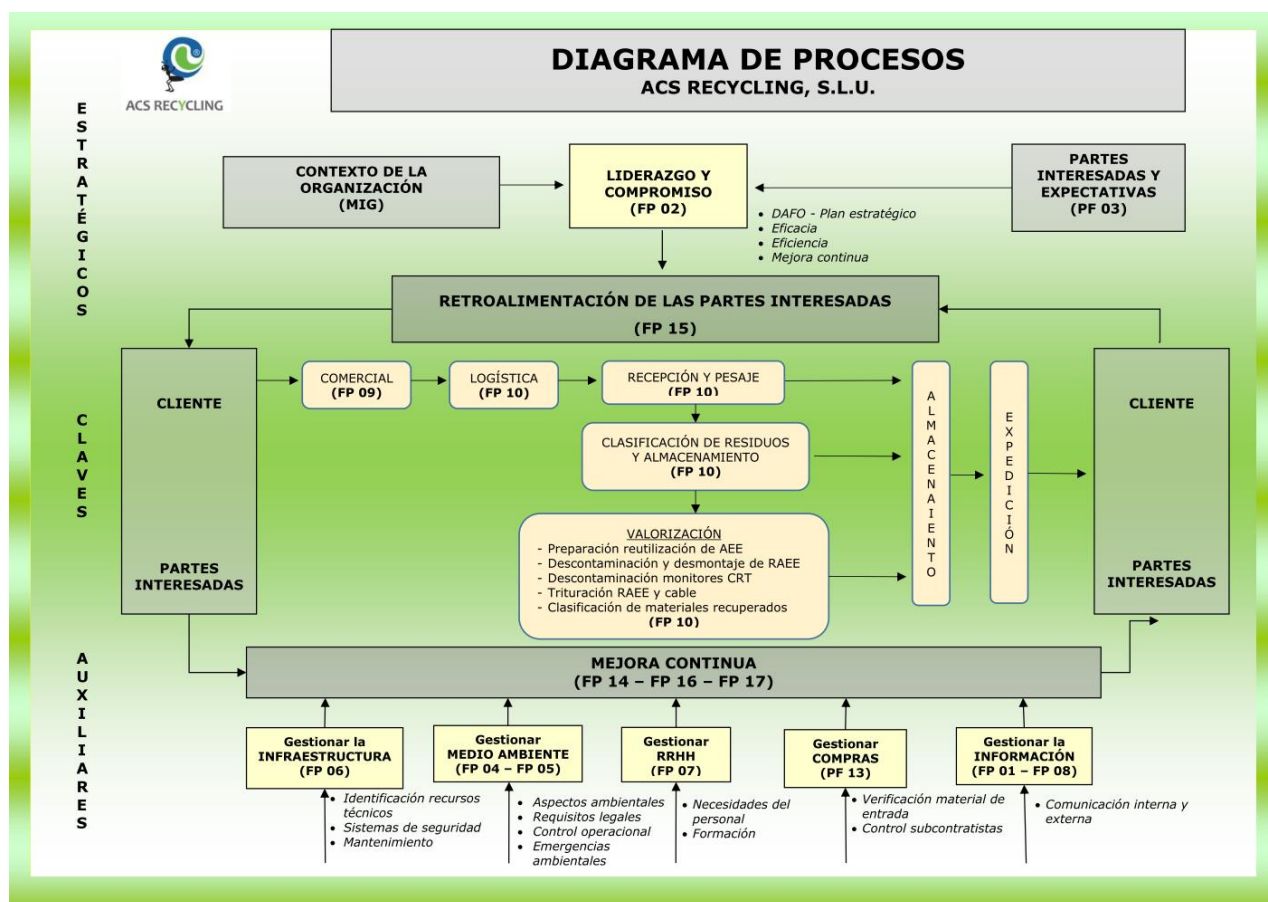 DIAGRAMA DE PROCESOS
ACS RECYCLING, S.L.U.
ACS RECYCLING
ESTRATÉGICOS
CONTEXTO DE LA
ORGANIZACIÓN
(MIG)
LIDERAZGO Y
COMPROMISO
(FP 02)
PARTES
INTERESADAS Y
EXPECTATIVAS
(PF 03)
• DAFO - Plan estratégico
• Eficacia
• Eficiencia
• Mejora continua
RETROALIMENTACIÓN DE LAS PARTES INTERESADAS
(FP 15)
CLAVES
CLIENTE
PARTES
INTERESADAS
COMERCIAL
(FP 09)
LOGÍSTICA
(FP 10)
RECEPCIÓN Y PESAJE
(FP 10)
CLASIFICACIÓN DE RESIDUOS
Y ALMACENAMIENTO
(FP 10)
VALORIZACIÓN
- Preparación reutilización de AEE
- Descontaminación y desmontaje de RAEE
- Descontaminación monitores CRT
- Trituración RAEE y cable
- Clasificación de materiales recuperados
(FP 10)
ALMACENAIENTO
EXPEDICIÓN
CLIENTE
PARTES
INTERESADAS
AUXILIARES
MEJORA CONTINUA
(FP 14 – FP 16 – FP 17)
Gestionar la
INFRAESTRUCTURA
(FP 06)
• Identificación recursos
técnicos
• Sistemas de seguridad
• Mantenimiento
Gestionar
MEDIO AMBIENTE
(FP 04 – FP 05)
• Aspectos ambientales
• Requisitos legales
• Control operacional
• Emergencias
ambientales
Gestionar
RRHH
(FP 07)
• Necesidades del
personal
• Formación
Gestionar
COMPRAS
(PF 13)
• Verificación material de
entrada
• Control subcontratistas
Gestionar la
INFORMACIÓN
(FP 01 – FP 08)
• Comunicación interna y
externa